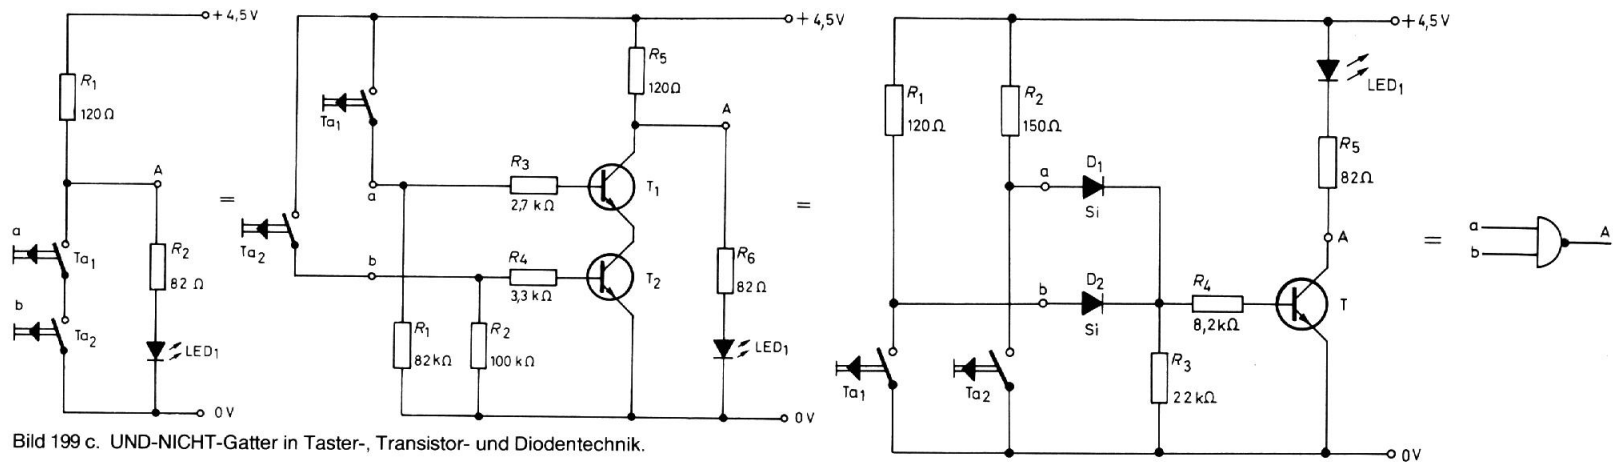 + 4,5V
R1
120Ω
A
a
Ta1
R2
82Ω
b
Ta2
LED1
0V
=
+ 4,5V
R5
120Ω
A
Ta1
R3
T1
a
2,7 kΩ
Ta2
b
R4
T2
3,3 kΩ
R6
82Ω
R1
82kΩ
R2
100 kΩ
LED1
0V
=
+ 4,5V
LED1
R1
120Ω
R2
150Ω
R5
82Ω
D1
a
Si
A
D2
b
Si
R4
8,2kΩ
T
Ta1
Ta2
R3
22kΩ
0V
=
a
b
A
Bild 199 c. UND-NICHT-Gatter in Taster-, Transistor- und Diodentechnik.